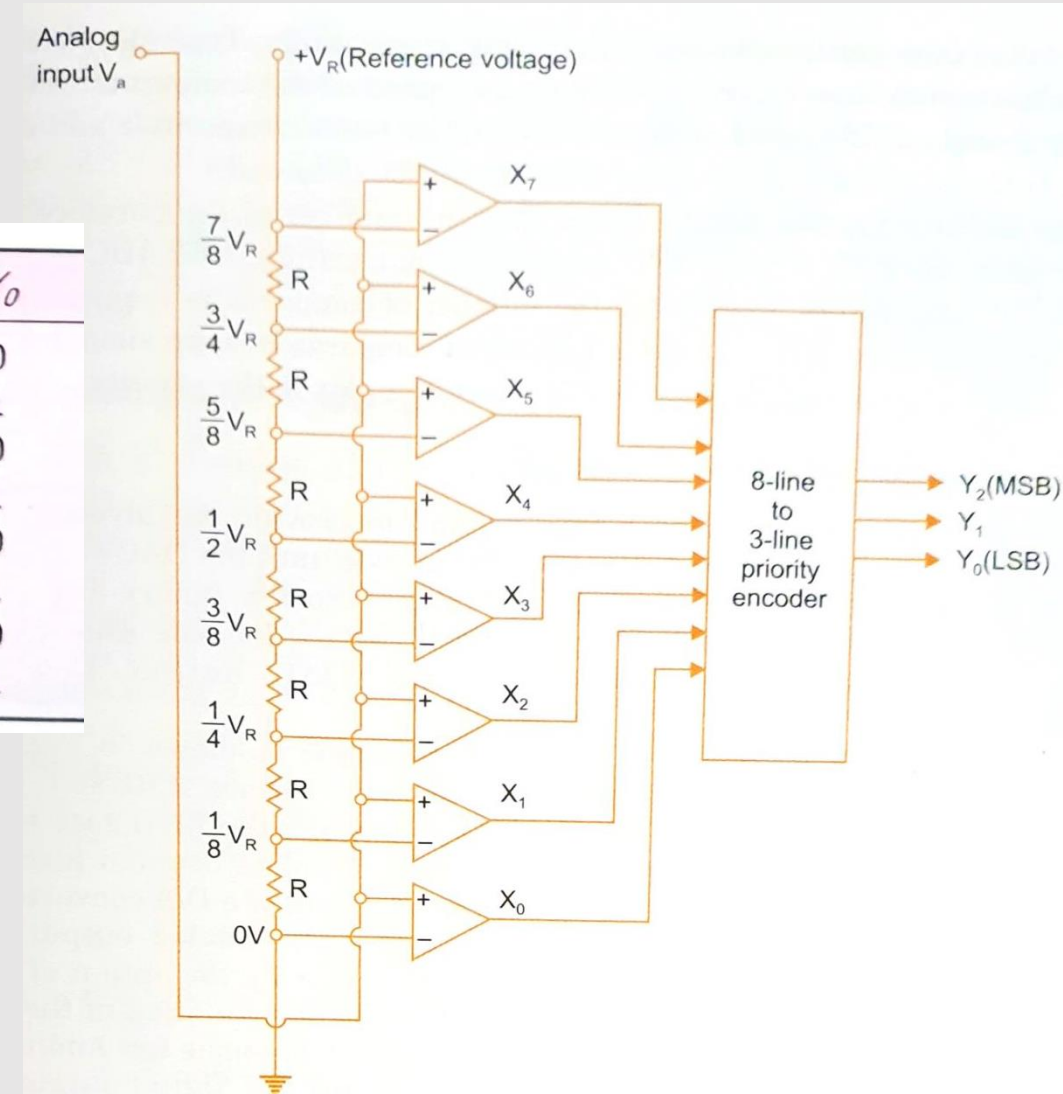 Analog
input Va
+VR(Reference voltage)
X7
7/8 VR
R
X6
3/4 VR
R
X5
5/8 VR
R
X4
1/2 VR
R
X3
3/8 VR
R
X2
1/4 VR
R
X1
1/8 VR
R
X0
0V
+
−
+
−
+
−
+
−
+
−
+
−
+
−
+
−
8-line
to
3-line
priority
encoder
Y2(MSB)
Y1
Y0(LSB)